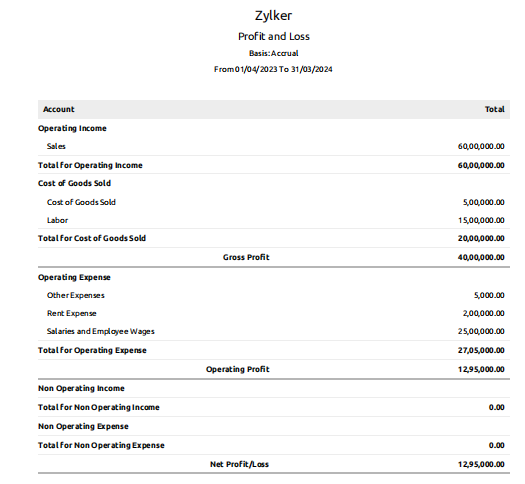 Zylker
Profit and Loss
Basis: Accrual
From 01/04/2023 To 31/03/2024
Account Total
Operating Income
Sales 60,00,000.00
Total for Operating Income 60,00,000.00
Cost of Goods Sold
Cost of Goods Sold 5,00,000.00
Labor 15,00,000.00
Total for Cost of Goods Sold 20,00,000.00
Gross Profit 40,00,000.00
Operating Expense
Other Expenses 5,000.00
Rent Expense 2,00,000.00
Salaries and Employee Wages 25,00,000.00
Total for Operating Expense 27,05,000.00
Operating Profit 12,95,000.00
Non Operating Income
Total for Non Operating Income 0.00
Non Operating Expense
Total for Non Operating Expense 0.00
Net Profit/Loss 12,95,000.00